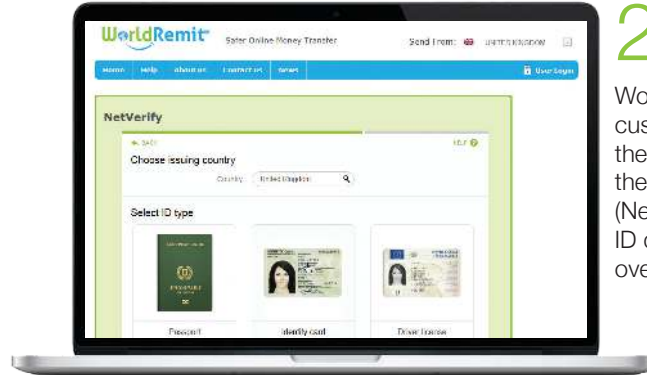 WorldRemit
Safer Online Money Transfer
Send From:
UNITED KINGDOM
Home Help About us Contact us News
User Login
NetVerify
BACK
HELP
Choose issuing country
Country United Kingdom
Select ID type
PASSPORT
Passport
Identity card
Driver license
2
Wo
cus
the
the
(Ne
ID c
ove